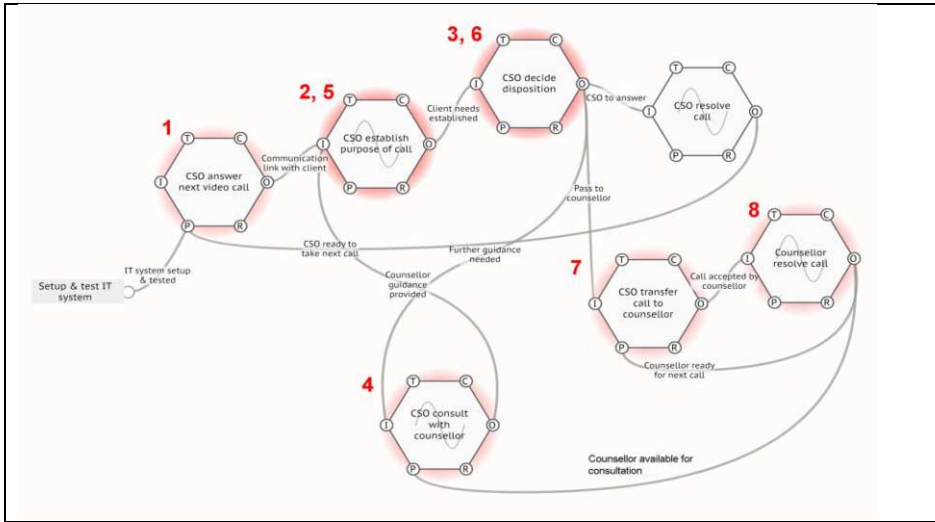 3, 6
T
C
I
CSO decide
disposition
O
P
R
2, 5
T
C
I
CSO establish
purpose of call
O
P
R
Client needs
established
CSO to answer
T
C
I
CSO resolve
call
O
P
R
1
T
C
I
CSO answer
next video call
O
P
R
Communication
link with client
Pass to
counsellor
CSO ready to
take next call
Further guidance
needed
IT system setup
& tested
Setup & test IT
system
Counsellor
guidance
provided
7
T
C
I
CSO transfer
call to
counsellor
O
P
R
Call accepted by
counsellor
8
T
C
I
Counsellor
resolve call
O
P
R
Counsellor ready
for next call
4
T
C
I
CSO consult
with
counsellor
O
P
R
Counsellor available for
consultation